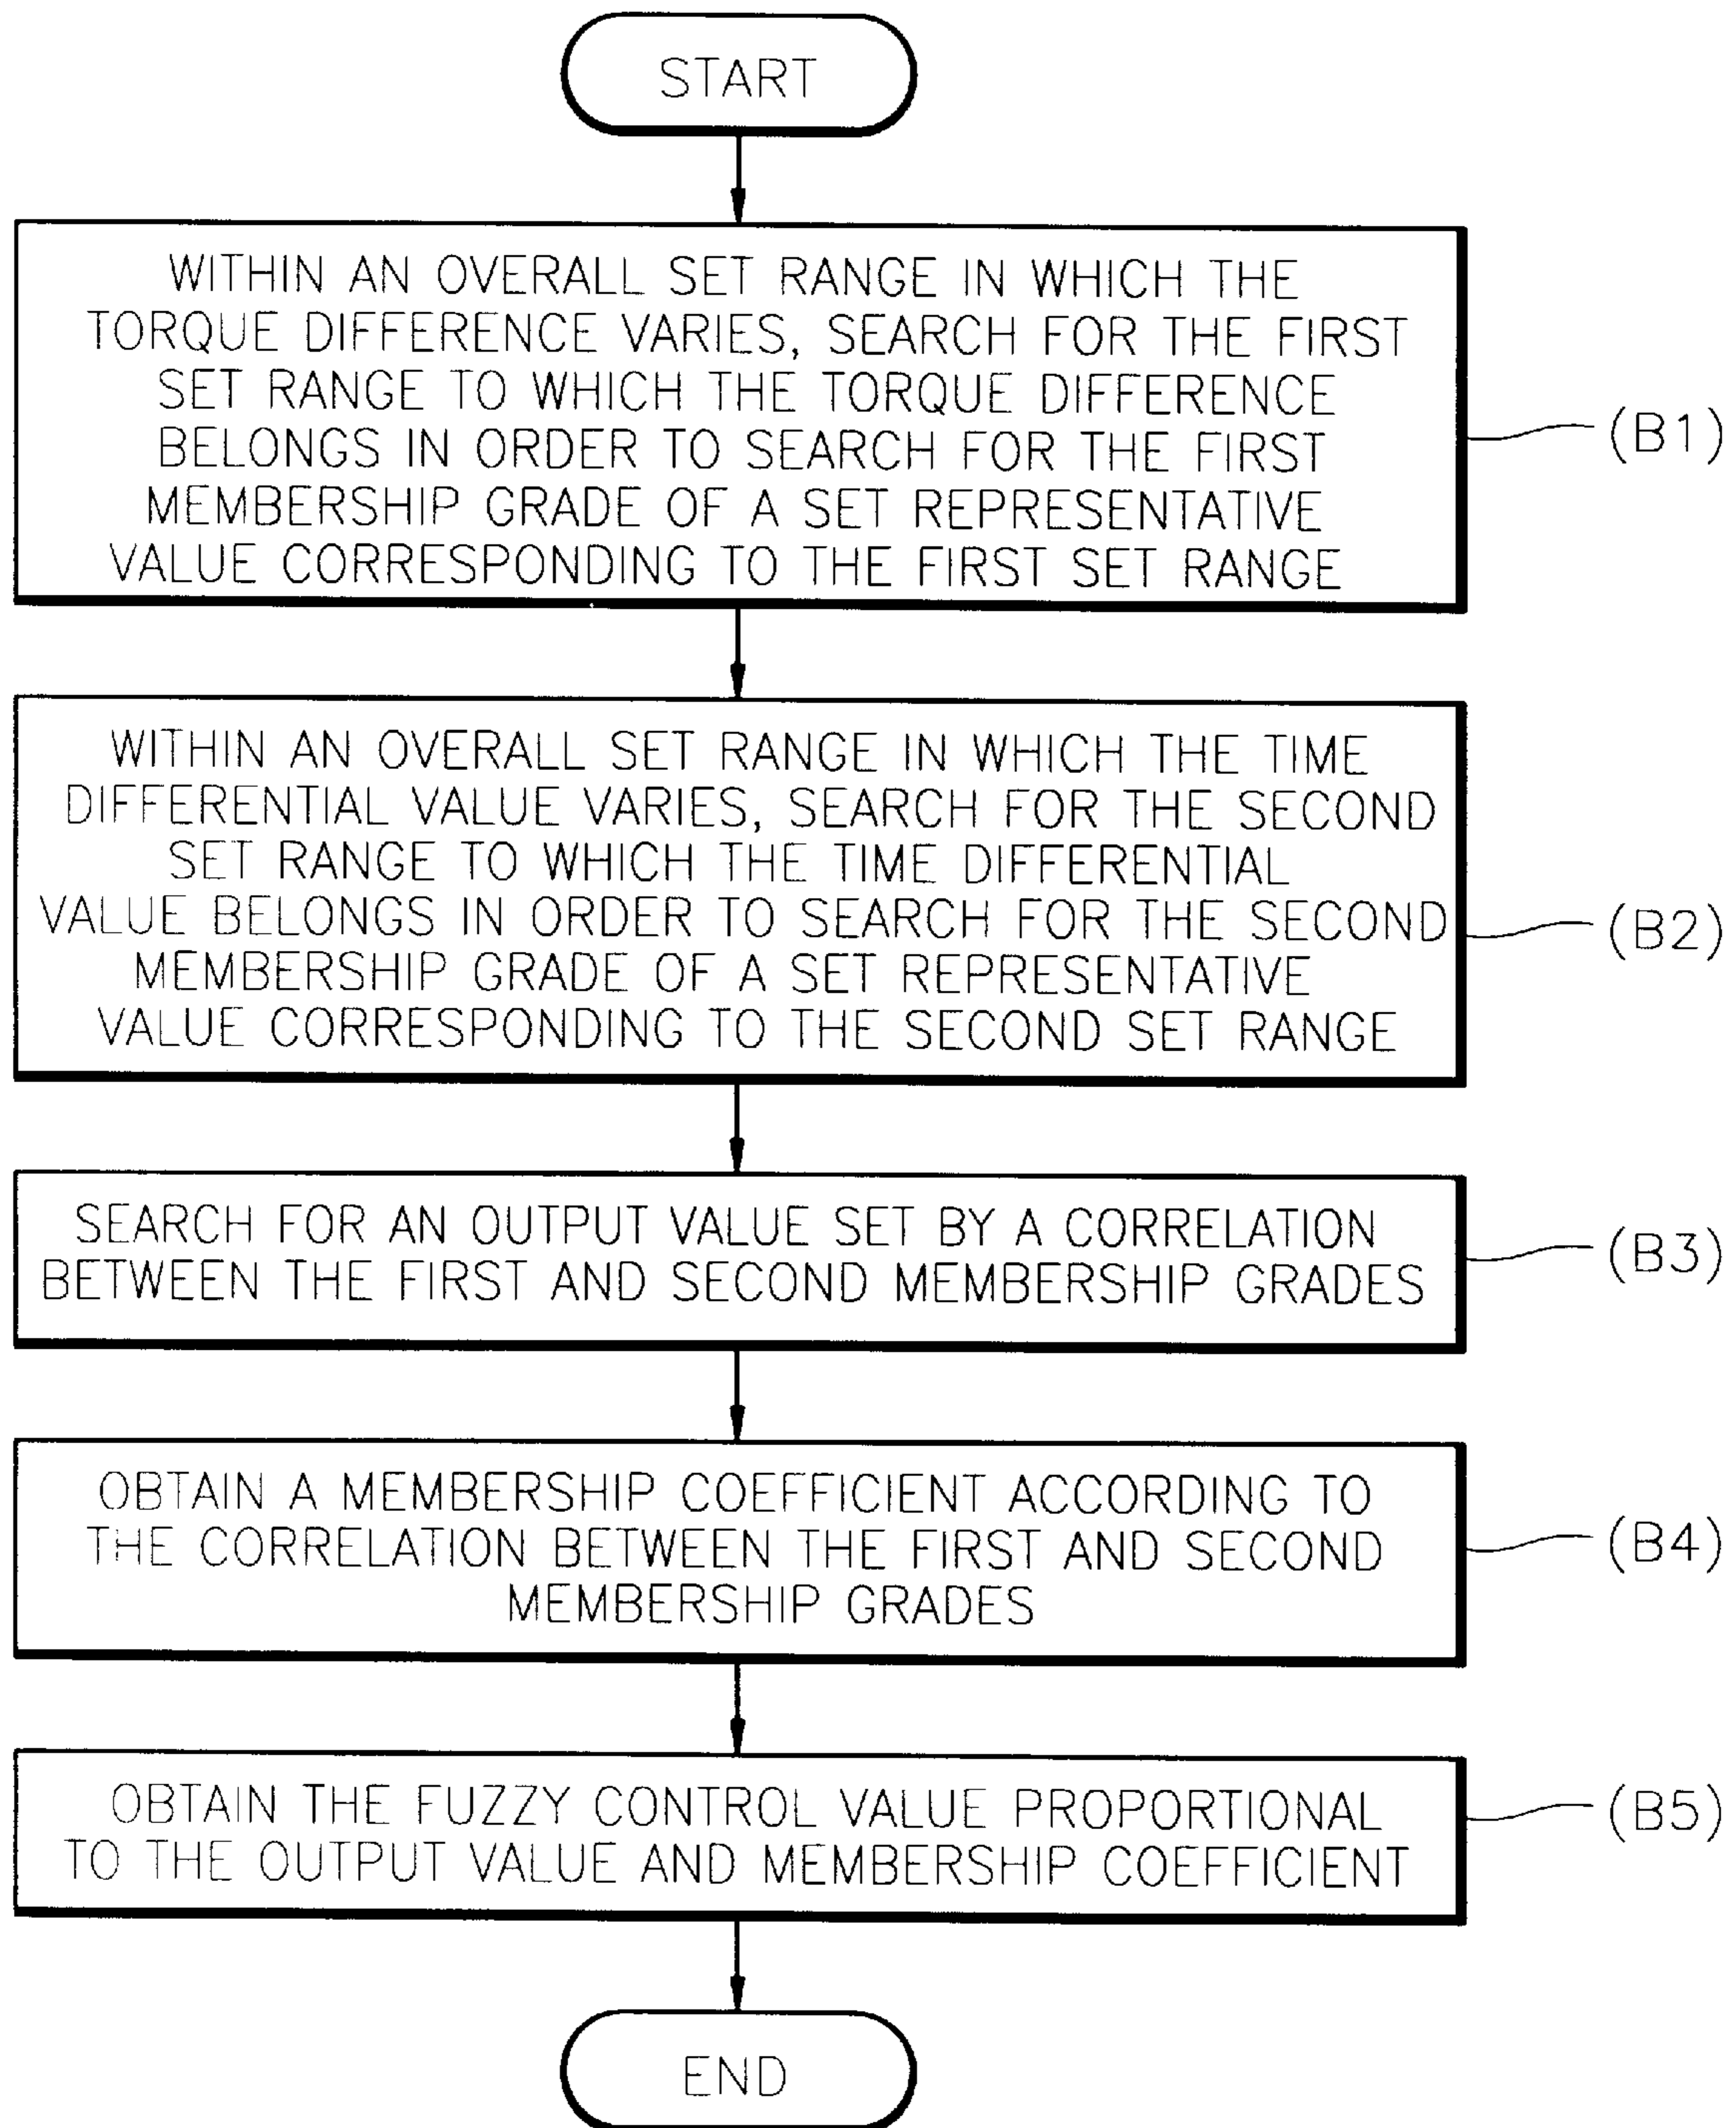 START
WITHIN AN OVERALL SET RANGE IN WHICH THE
TORQUE DIFFERENCE VARIES, SEARCH FOR THE FIRST
SET RANGE TO WHICH THE TORQUE DIFFERENCE
BELONGS IN ORDER TO SEARCH FOR THE FIRST
MEMBERSHIP GRADE OF A SET REPRESENTATIVE
VALUE CORRESPONDING TO THE FIRST SET RANGE
(B1)
WITHIN AN OVERALL SET RANGE IN WHICH THE TIME
DIFFERENTIAL VALUE VARIES, SEARCH FOR THE SECOND
SET RANGE TO WHICH THE TIME DIFFERENTIAL
VALUE BELONGS IN ORDER TO SEARCH FOR THE SECOND
MEMBERSHIP GRADE OF A SET REPRESENTATIVE
VALUE CORRESPONDING TO THE SECOND SET RANGE
(B2)
SEARCH FOR AN OUTPUT VALUE SET BY A CORRELATION
BETWEEN THE FIRST AND SECOND MEMBERSHIP GRADES
(B3)
OBTAIN A MEMBERSHIP COEFFICIENT ACCORDING TO
THE CORRELATION BETWEEN THE FIRST AND SECOND
MEMBERSHIP GRADES
(B4)
OBTAIN THE FUZZY CONTROL VALUE PROPORTIONAL
TO THE OUTPUT VALUE AND MEMBERSHIP COEFFICIENT
(B5)
END